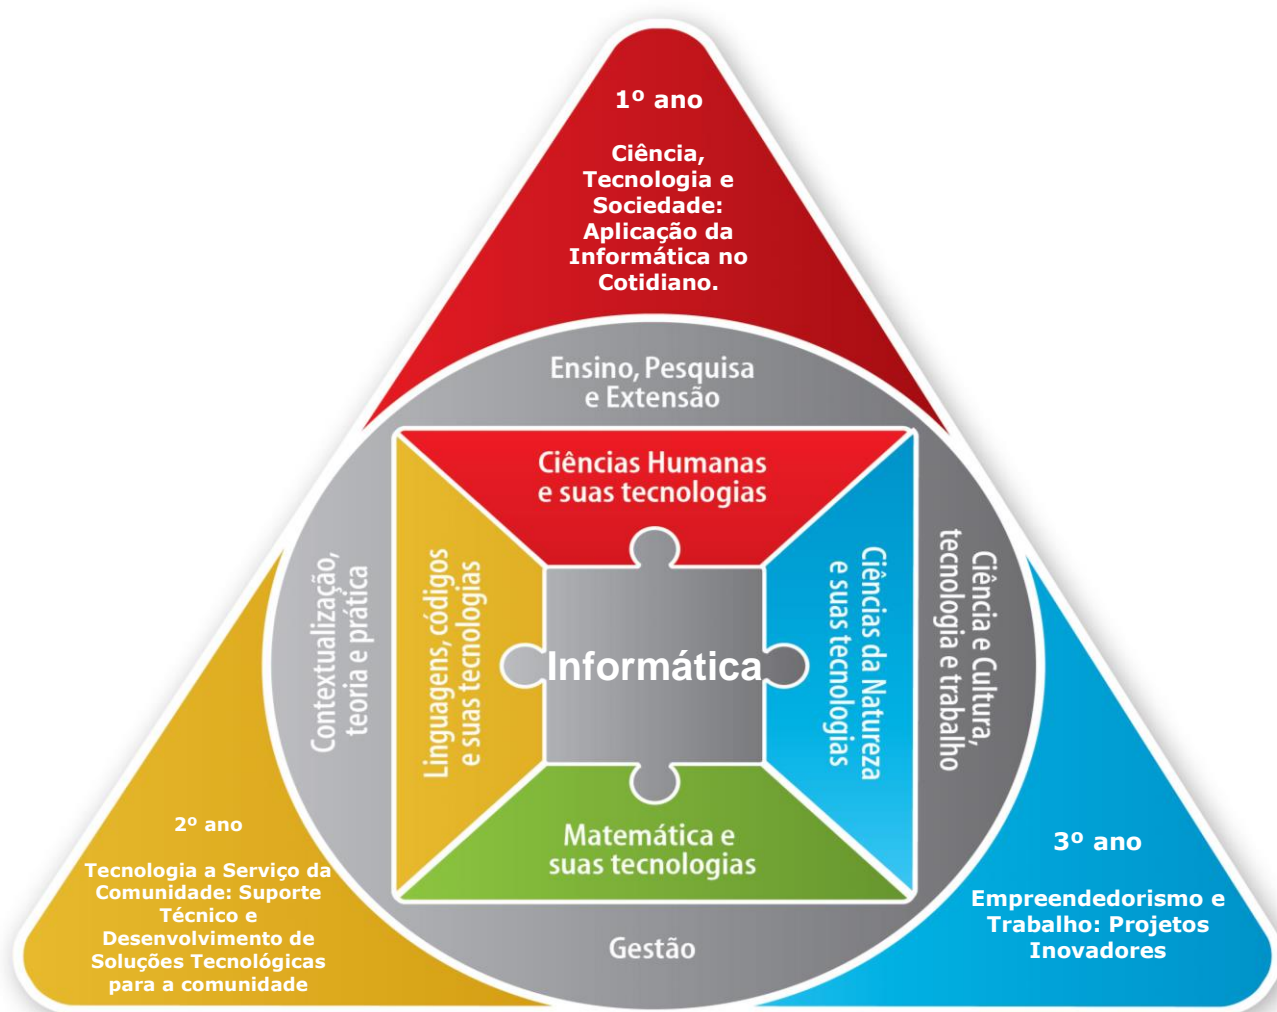 1º ano
Ciência,
Tecnologia e
Sociedade:
Aplicação da
Informática no
Cotidiano.
Ensino, Pesquisa
e Extensão
Ciências Humanas
e suas tecnologias
Contextualização,
teoria e prática
Linguagens, códigos
e suas tecnologias
Informática
Ciências da Natureza
e suas tecnologias
Ciência e Cultura,
tecnologia e trabalho
Matemática e
suas tecnologias
Gestão
2º ano
Tecnologia a Serviço da
Comunidade: Suporte
Técnico e
Desenvolvimento de
Soluções Tecnológicas
para a comunidade
3º ano
Empreendedorismo e
Trabalho: Projetos
Inovadores